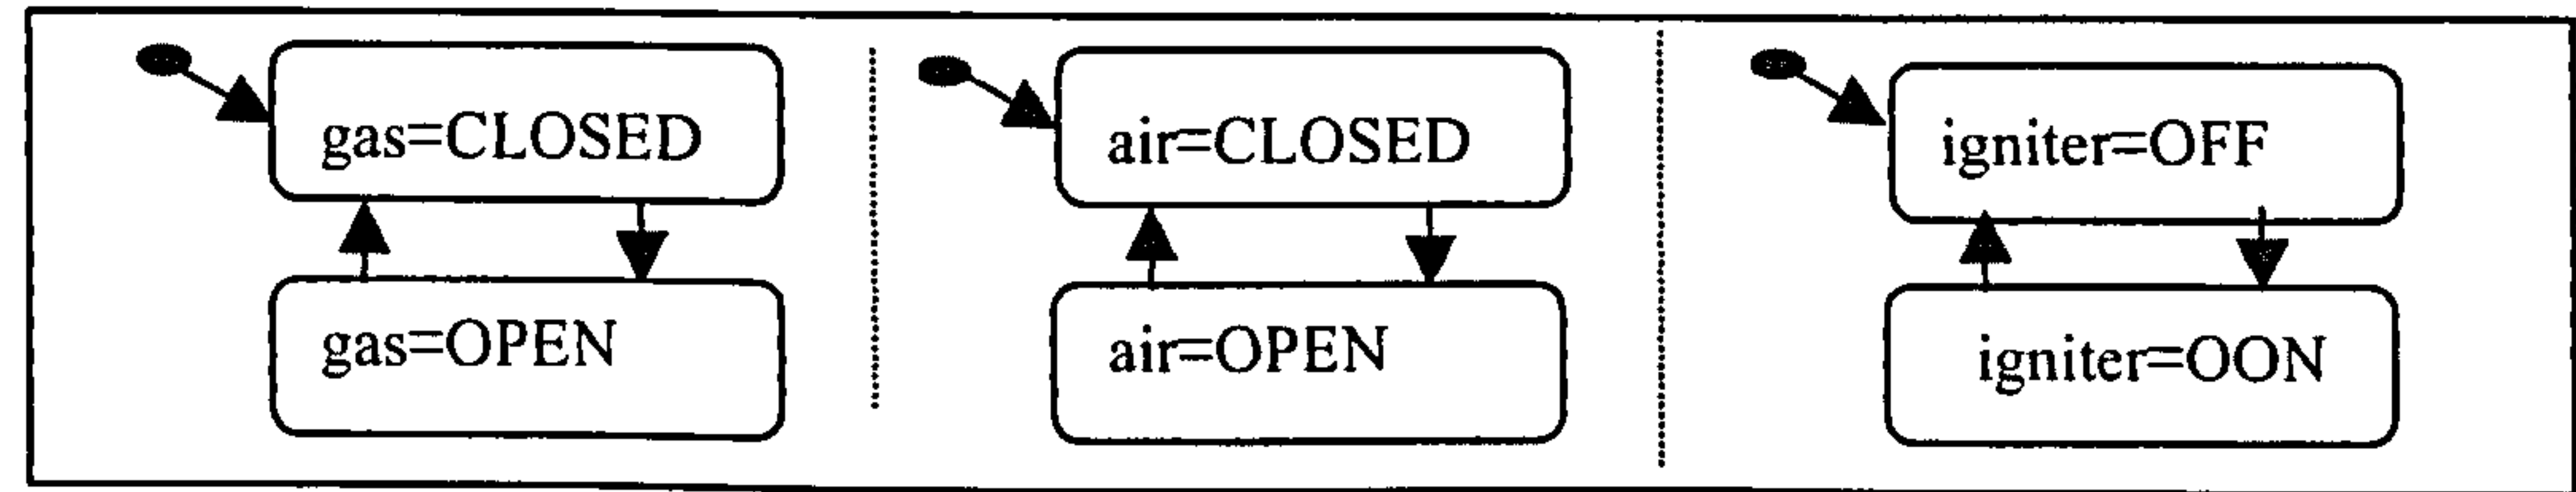 gas=CLOSED
air=CLOSED
igniter=OFF
gas=OPEN
air=OPEN
igniter=OON